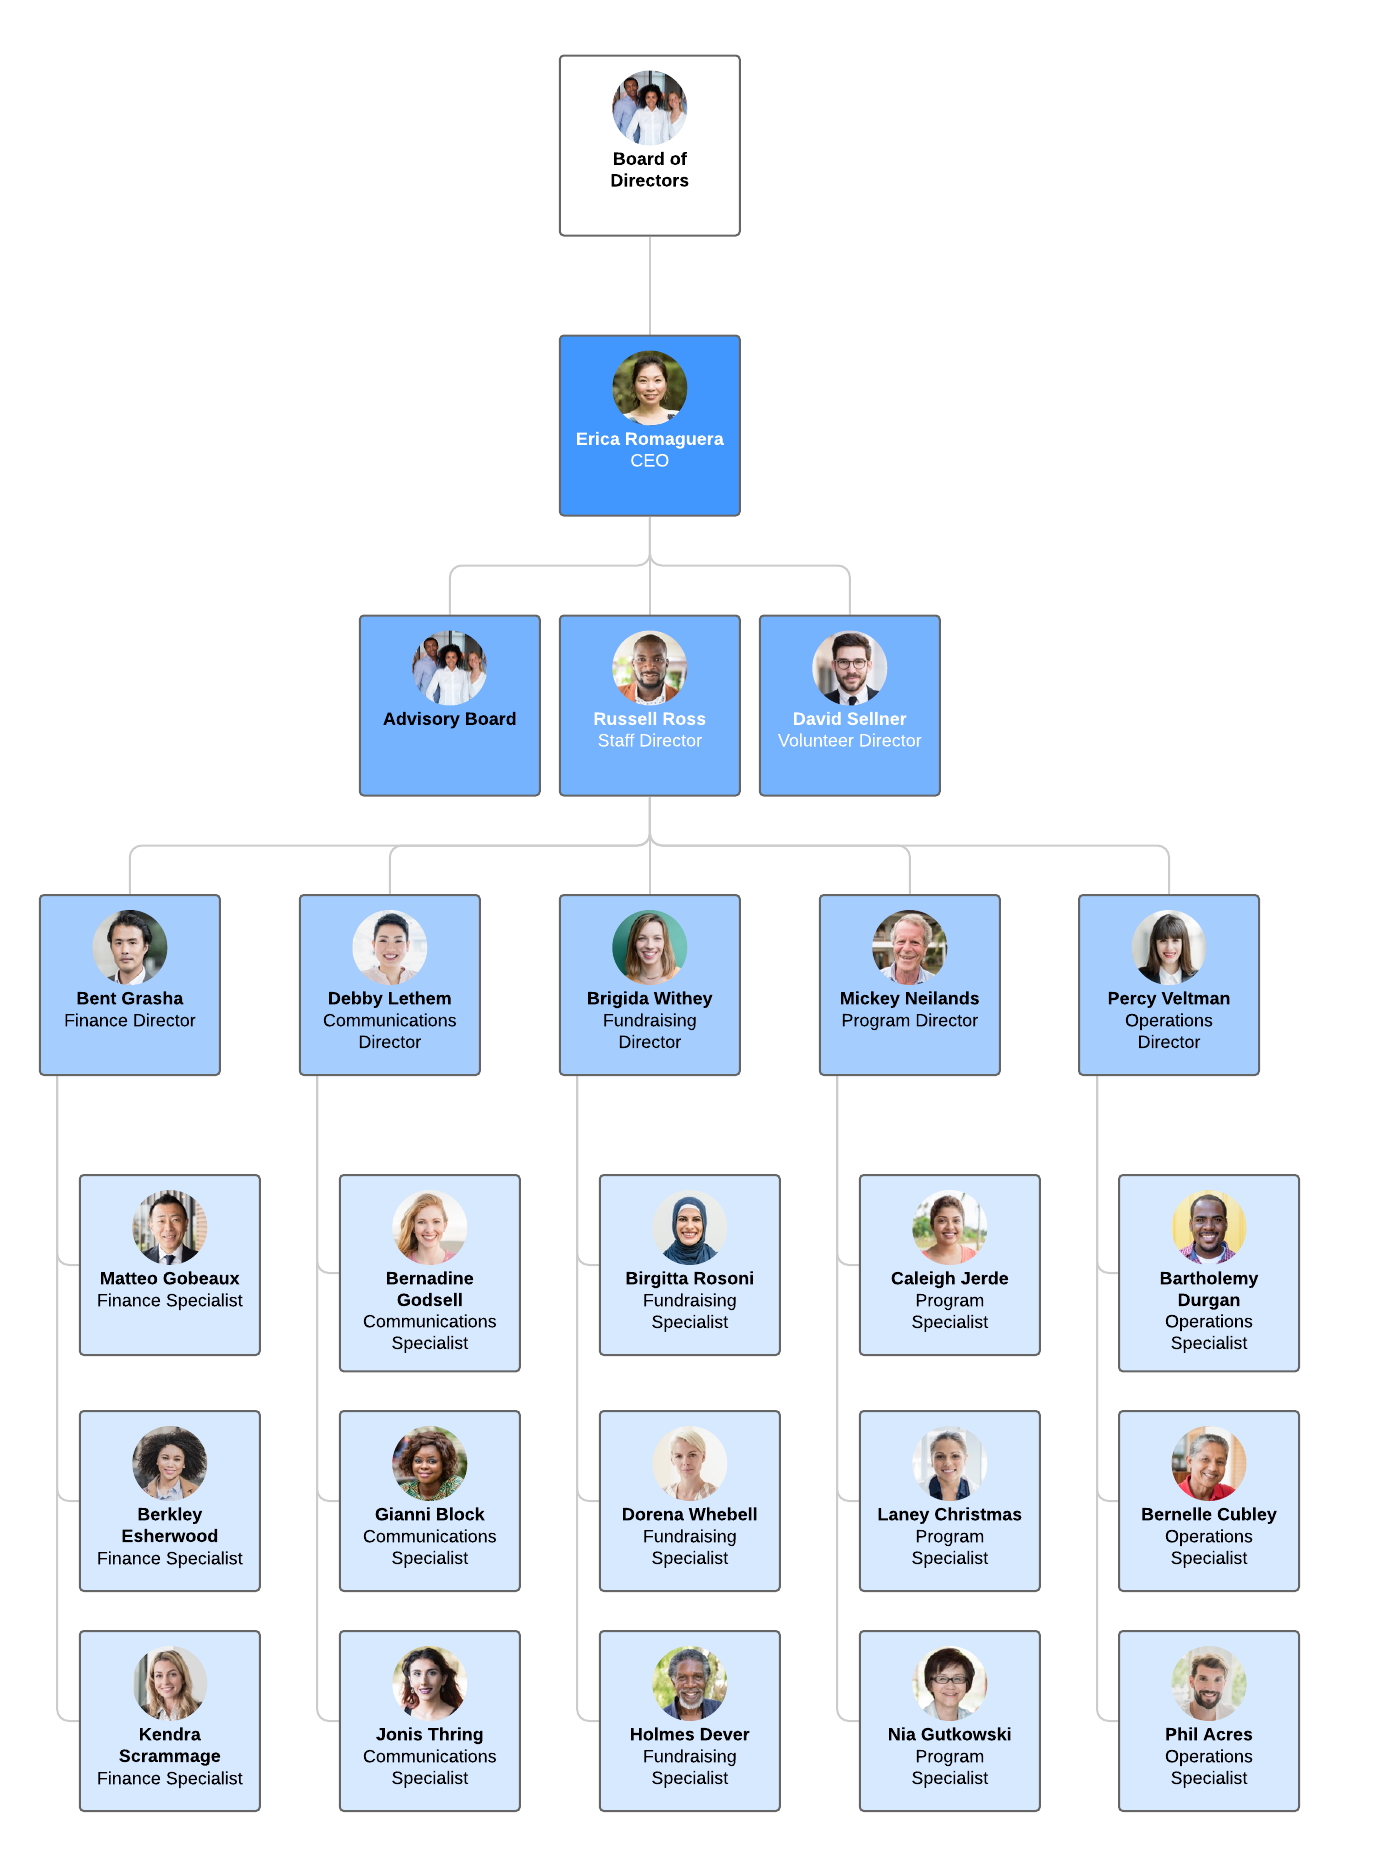 Board of
Directors
Erica Romaguera
CEO
Advisory Board
Russell Ross
Staff Director
David Sellner
Volunteer Director
Bent Grasha
Finance Director
Debby Lethem
Communications
Director
Brigida Withey
Fundraising
Director
Mickey Neilands
Program Director
Percy Veltman
Operations
Director
Matteo Gobeaux
Finance Specialist
Bernadine
Godsell
Communications
Specialist
Birgitta Rosoni
Fundraising
Specialist
Caleigh Jerde
Program
Specialist
Bartholemy
Durgan
Operations
Specialist
Berkley
Esherwood
Finance Specialist
Gianni Block
Communications
Specialist
Dorena Whebell
Fundraising
Specialist
Laney Christmas
Program
Specialist
Bernelle Cubley
Operations
Specialist
Kendra
Scrammage
Finance Specialist
Jonis Thring
Communications
Specialist
Holmes Dever
Fundraising
Specialist
Nia Gutkowski
Program
Specialist
Phil Acres
Operations
Specialist